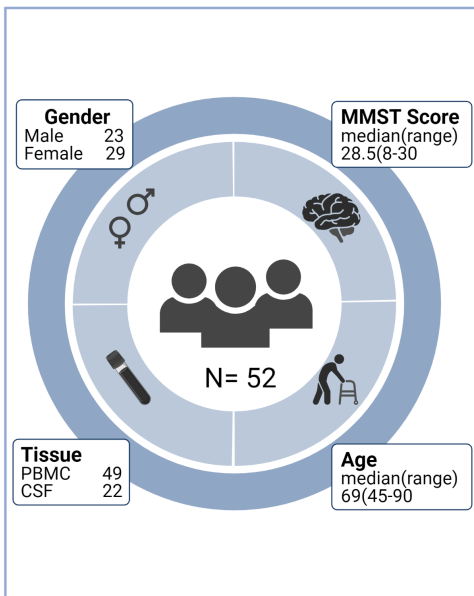 Gender
Male 23
Female 29
MMST Score
median(range)
28.5(8-30
N= 52
Tissue
PBMC 49
CSF 22
Age
median(range)
69(45-90